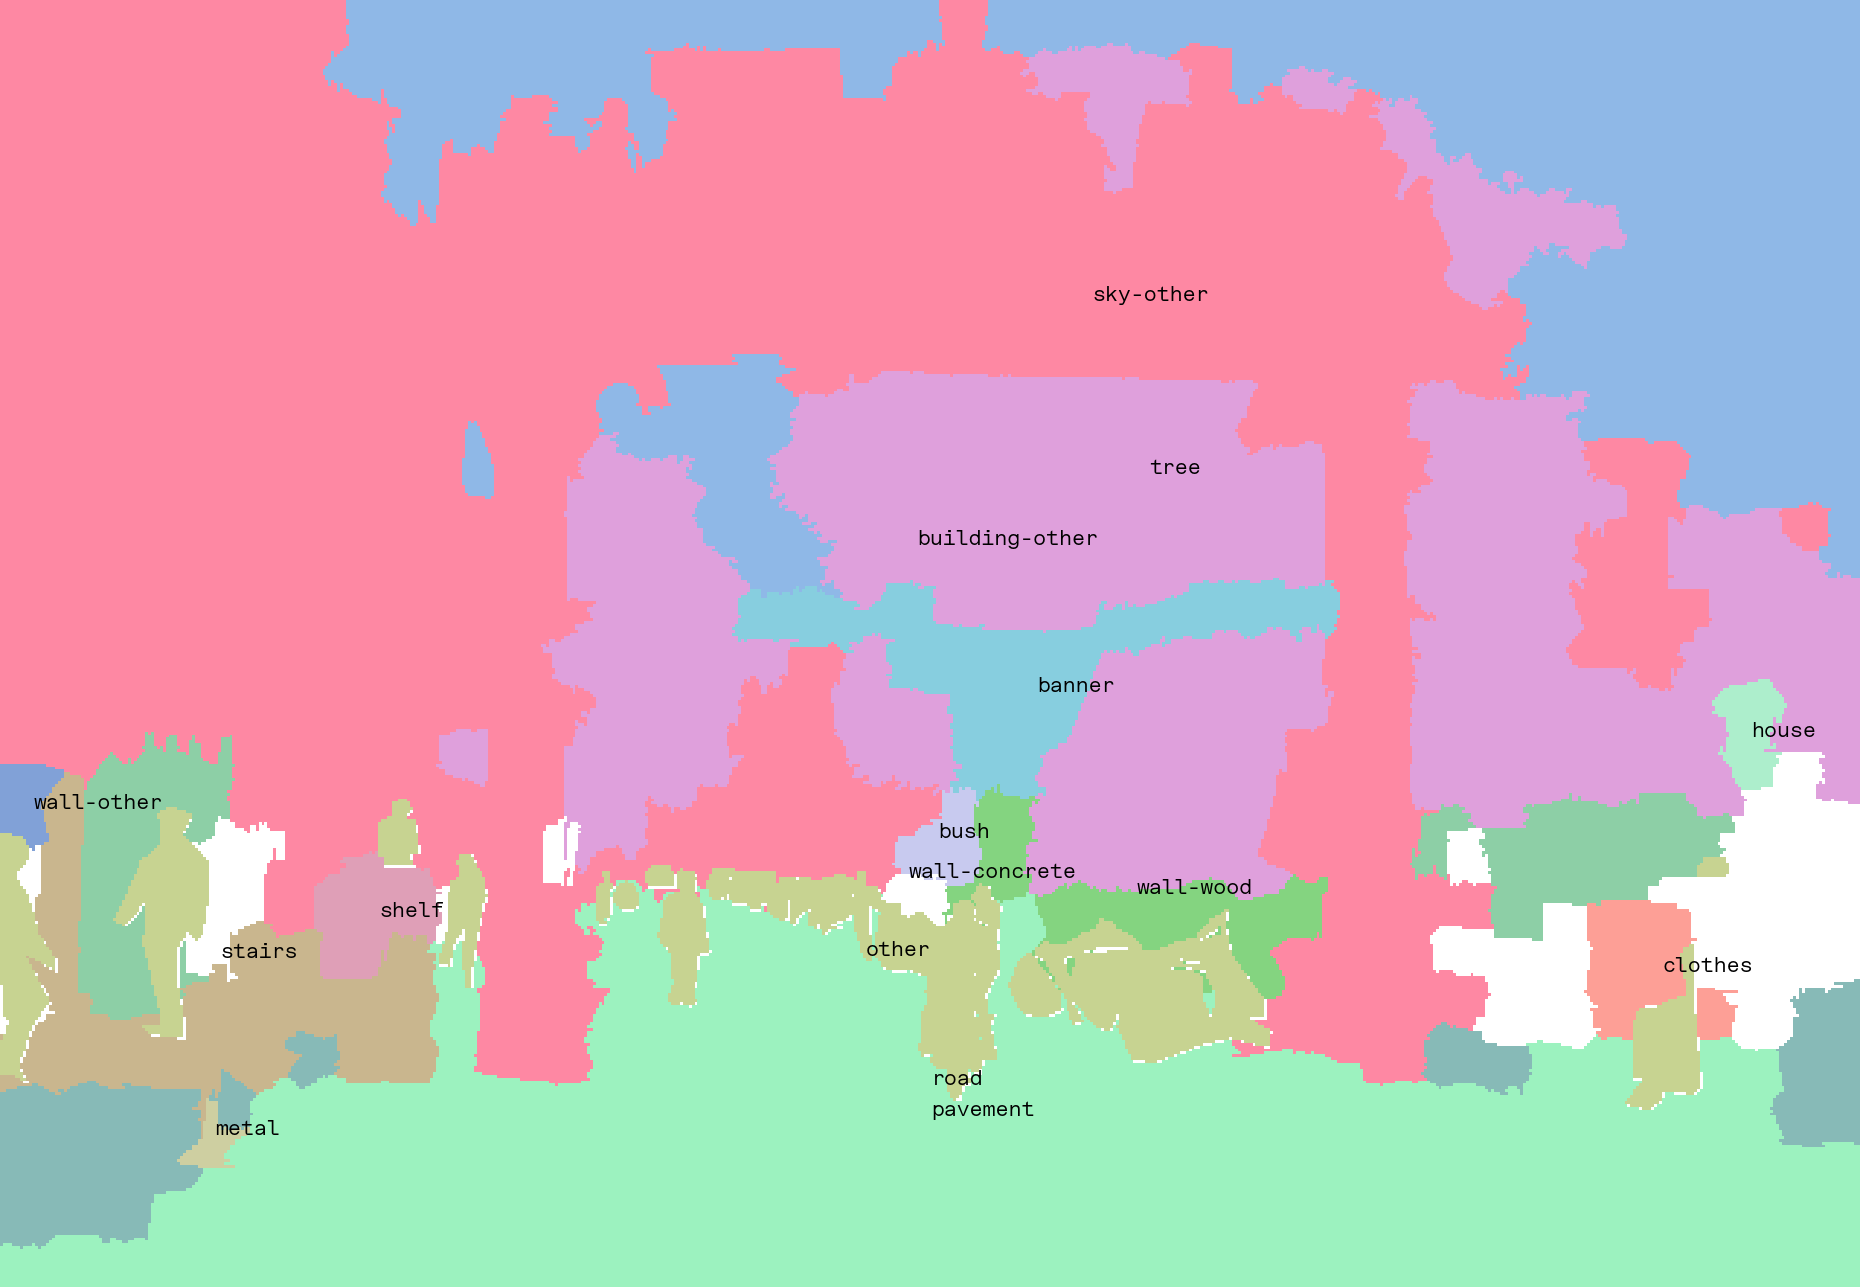 sky-other
tree
building-other
banner
house
wall-other
bush
wall-concrete
wall-wood
shelf
stairs
other
clothes
road
pavement
metal